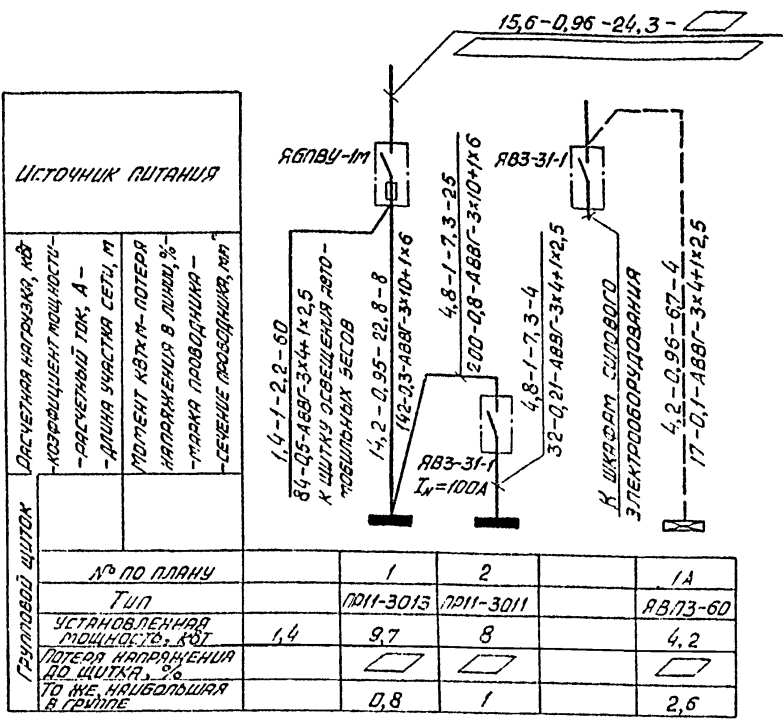 15,6-0,96-24,3-
Источник питания
Расчетная нагрузка, кВт
-коэффициент мощности-
-расчетный ток, А-
-длина участка сети, м
Момент кВт×м-потеря
напряжения в линии, %-
-марка проводника-
-сечение проводника, мм²
ЯБПВУ-1М
1,4-1-2,2-60
84-0,5-АВВГ-3×4+1×2,5
К щитку освещения авто-
мобильных весов
14,2-0,95-22,8-8
142-0,3-АВВГ-3×10+1×6
4,8-1-7,3-25
200-0,8-АВВГ-3×10+1×6
ЯВЗ-31-1
Iн=100А
4,8-1-7,3-4
32-0,21-АВВГ-3×4+1×2,5
ЯВЗ-31-1
К шкафам силового
электрооборудования
4,2-0,96-67-4
17-0,1-АВВГ-3×4+1×2,5
Групповой щиток
№ по плану 1 2 1А
Тип ПР11-3013 ПР11-3011 ЯВПЗ-60
Установленная
мощность, кВт 1,4 9,7 8 4,2
Потеря напряжения
до щитка, %
То же, наибольшая
в группе 0,8 1 2,6